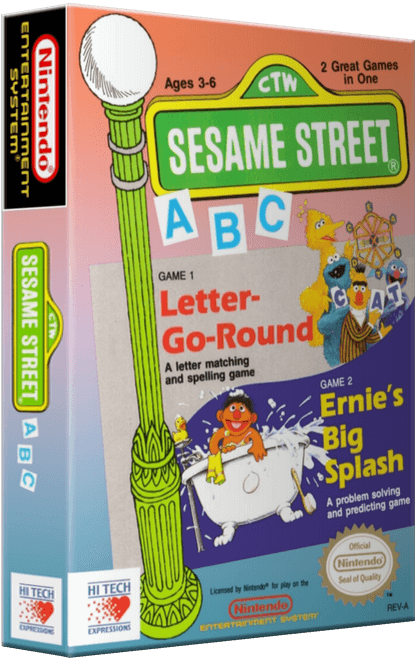 Nintendo®
ENTERTAINMENT
SYSTEM®
CTW
SESAME STREET
ABC
HI TECH
EXPRESSIONS
Ages 3-6
2 Great Games
in One
CTW
SESAME STREET®
A B C
GAME 1
Letter-
Go-Round
A letter matching
and spelling game
C A T
GAME 2
Ernie's
Big
Splash
A problem solving
and predicting game
Official
Nintendo
Seal of Quality
™
HI TECH
EXPRESSIONS
Licensed by Nintendo® for play on the
Nintendo
ENTERTAINMENT SYSTEM®
REV-A